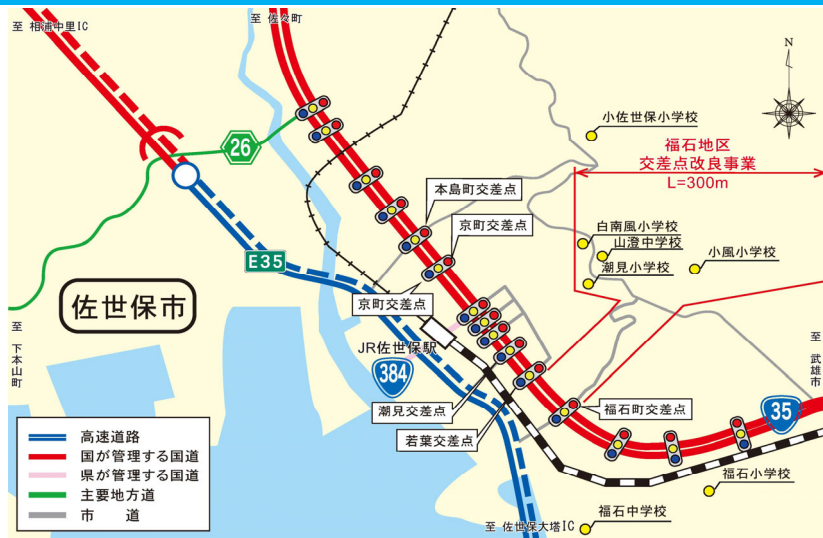 至 相浦中里IC
至 佐々町
N
小佐世保小学校
福石地区
交差点改良事業
L=300m
26
本島町交差点
京町交差点
白南風小学校
山澄中学校
小風小学校
潮見小学校
E35
京町交差点
佐世保市
至 下本山町
JR佐世保駅
384
至 武雄市
潮見交差点
福石町交差点
35
若葉交差点
高速道路
国が管理する国道
県が管理する国道
主要地方道
市 道
福石小学校
至 佐世保大塔IC
福石中学校